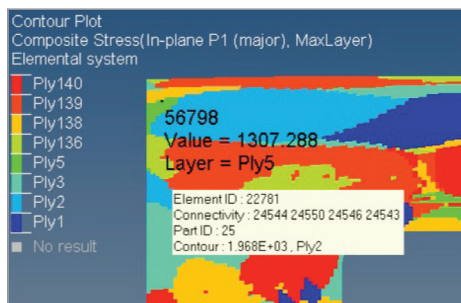 Contour Plot
Composite Stress(In-plane P1 (major), MaxLayer)
Elemental system
Ply140
Ply139
Ply138
Ply136
Ply5
Ply3
Ply2
Ply1
No result
56798
Value = 1307.288
Layer = Ply5
Element ID : 22781
Connectivity : 24544 24550 24546 24543
Part ID : 25
Contour : 1.968E+03 , Ply2